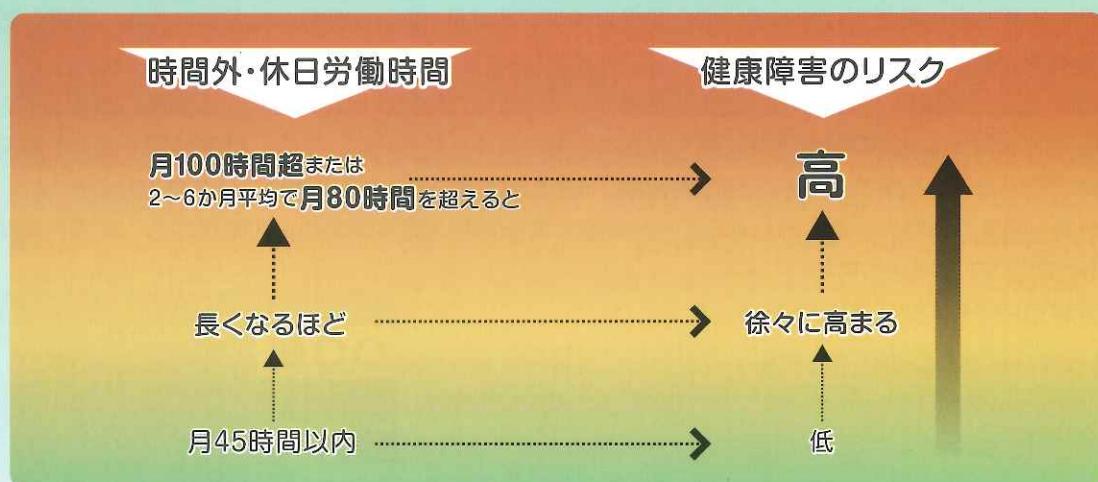 時間外・休日労働時間
健康障害のリスク
月100時間超または
2～6か月平均で月80時間を超えると
高
長くなるほど
徐々に高まる
月45時間以内
低